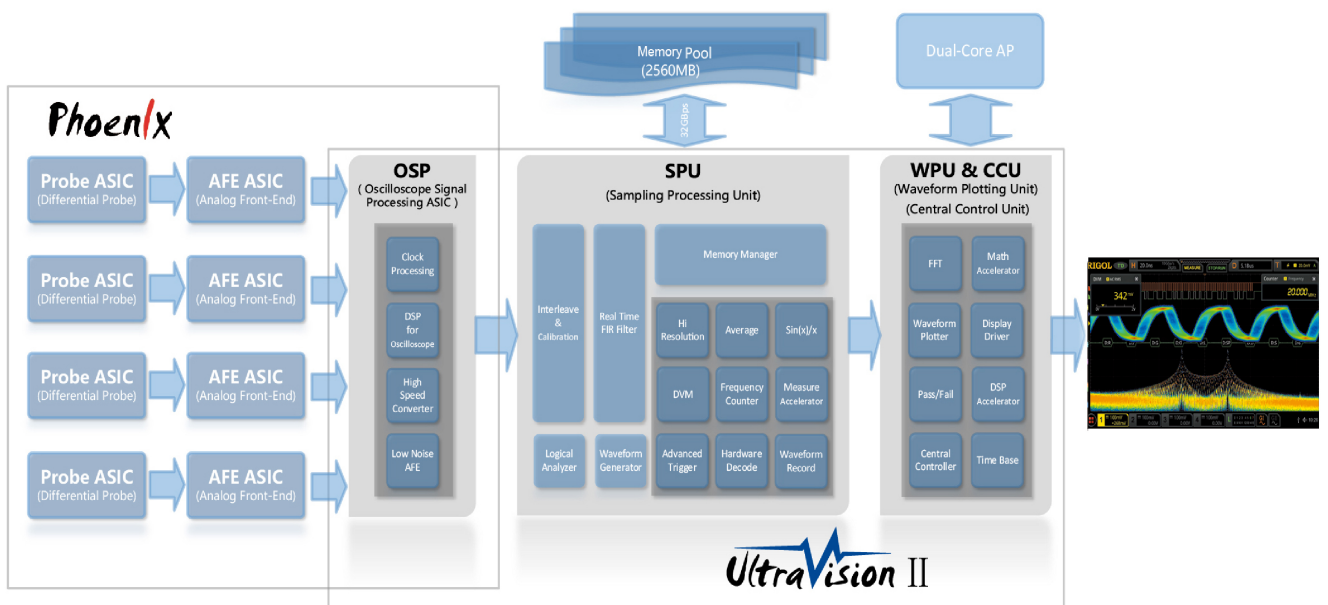 Memory Pool
(2560MB)
Dual-Core AP
32GBps
Phoenix
Probe ASIC
(Differential Probe)
AFE ASIC
(Analog Front-End)
Probe ASIC
(Differential Probe)
AFE ASIC
(Analog Front-End)
Probe ASIC
(Differential Probe)
AFE ASIC
(Analog Front-End)
Probe ASIC
(Differential Probe)
AFE ASIC
(Analog Front-End)
OSP
( Oscilloscope Signal
Processing ASIC )
Clock
Processing
DSP
for
Oscilloscope
High
Speed
Converter
Low Noise
AFE
SPU
(Sampling Processing Unit)
Interleave
&
Calibration
Real Time
FIR Filter
Memory Manager
Hi
Resolution
Average
Sin(x)/x
DVM
Frequency
Counter
Measure
Accelerator
Logical
Analyzer
Waveform
Generator
Advanced
Trigger
Hardware
Decode
Waveform
Record
WPU & CCU
(Waveform Plotting Unit)
(Central Control Unit)
FFT
Math
Accelerator
Waveform
Plotter
Display
Driver
Pass/Fail
DSP
Accelerator
Central
Controller
Time Base
RIGOL
H
MEASURE
D
T
Counter
342
20.000
UltraVision II